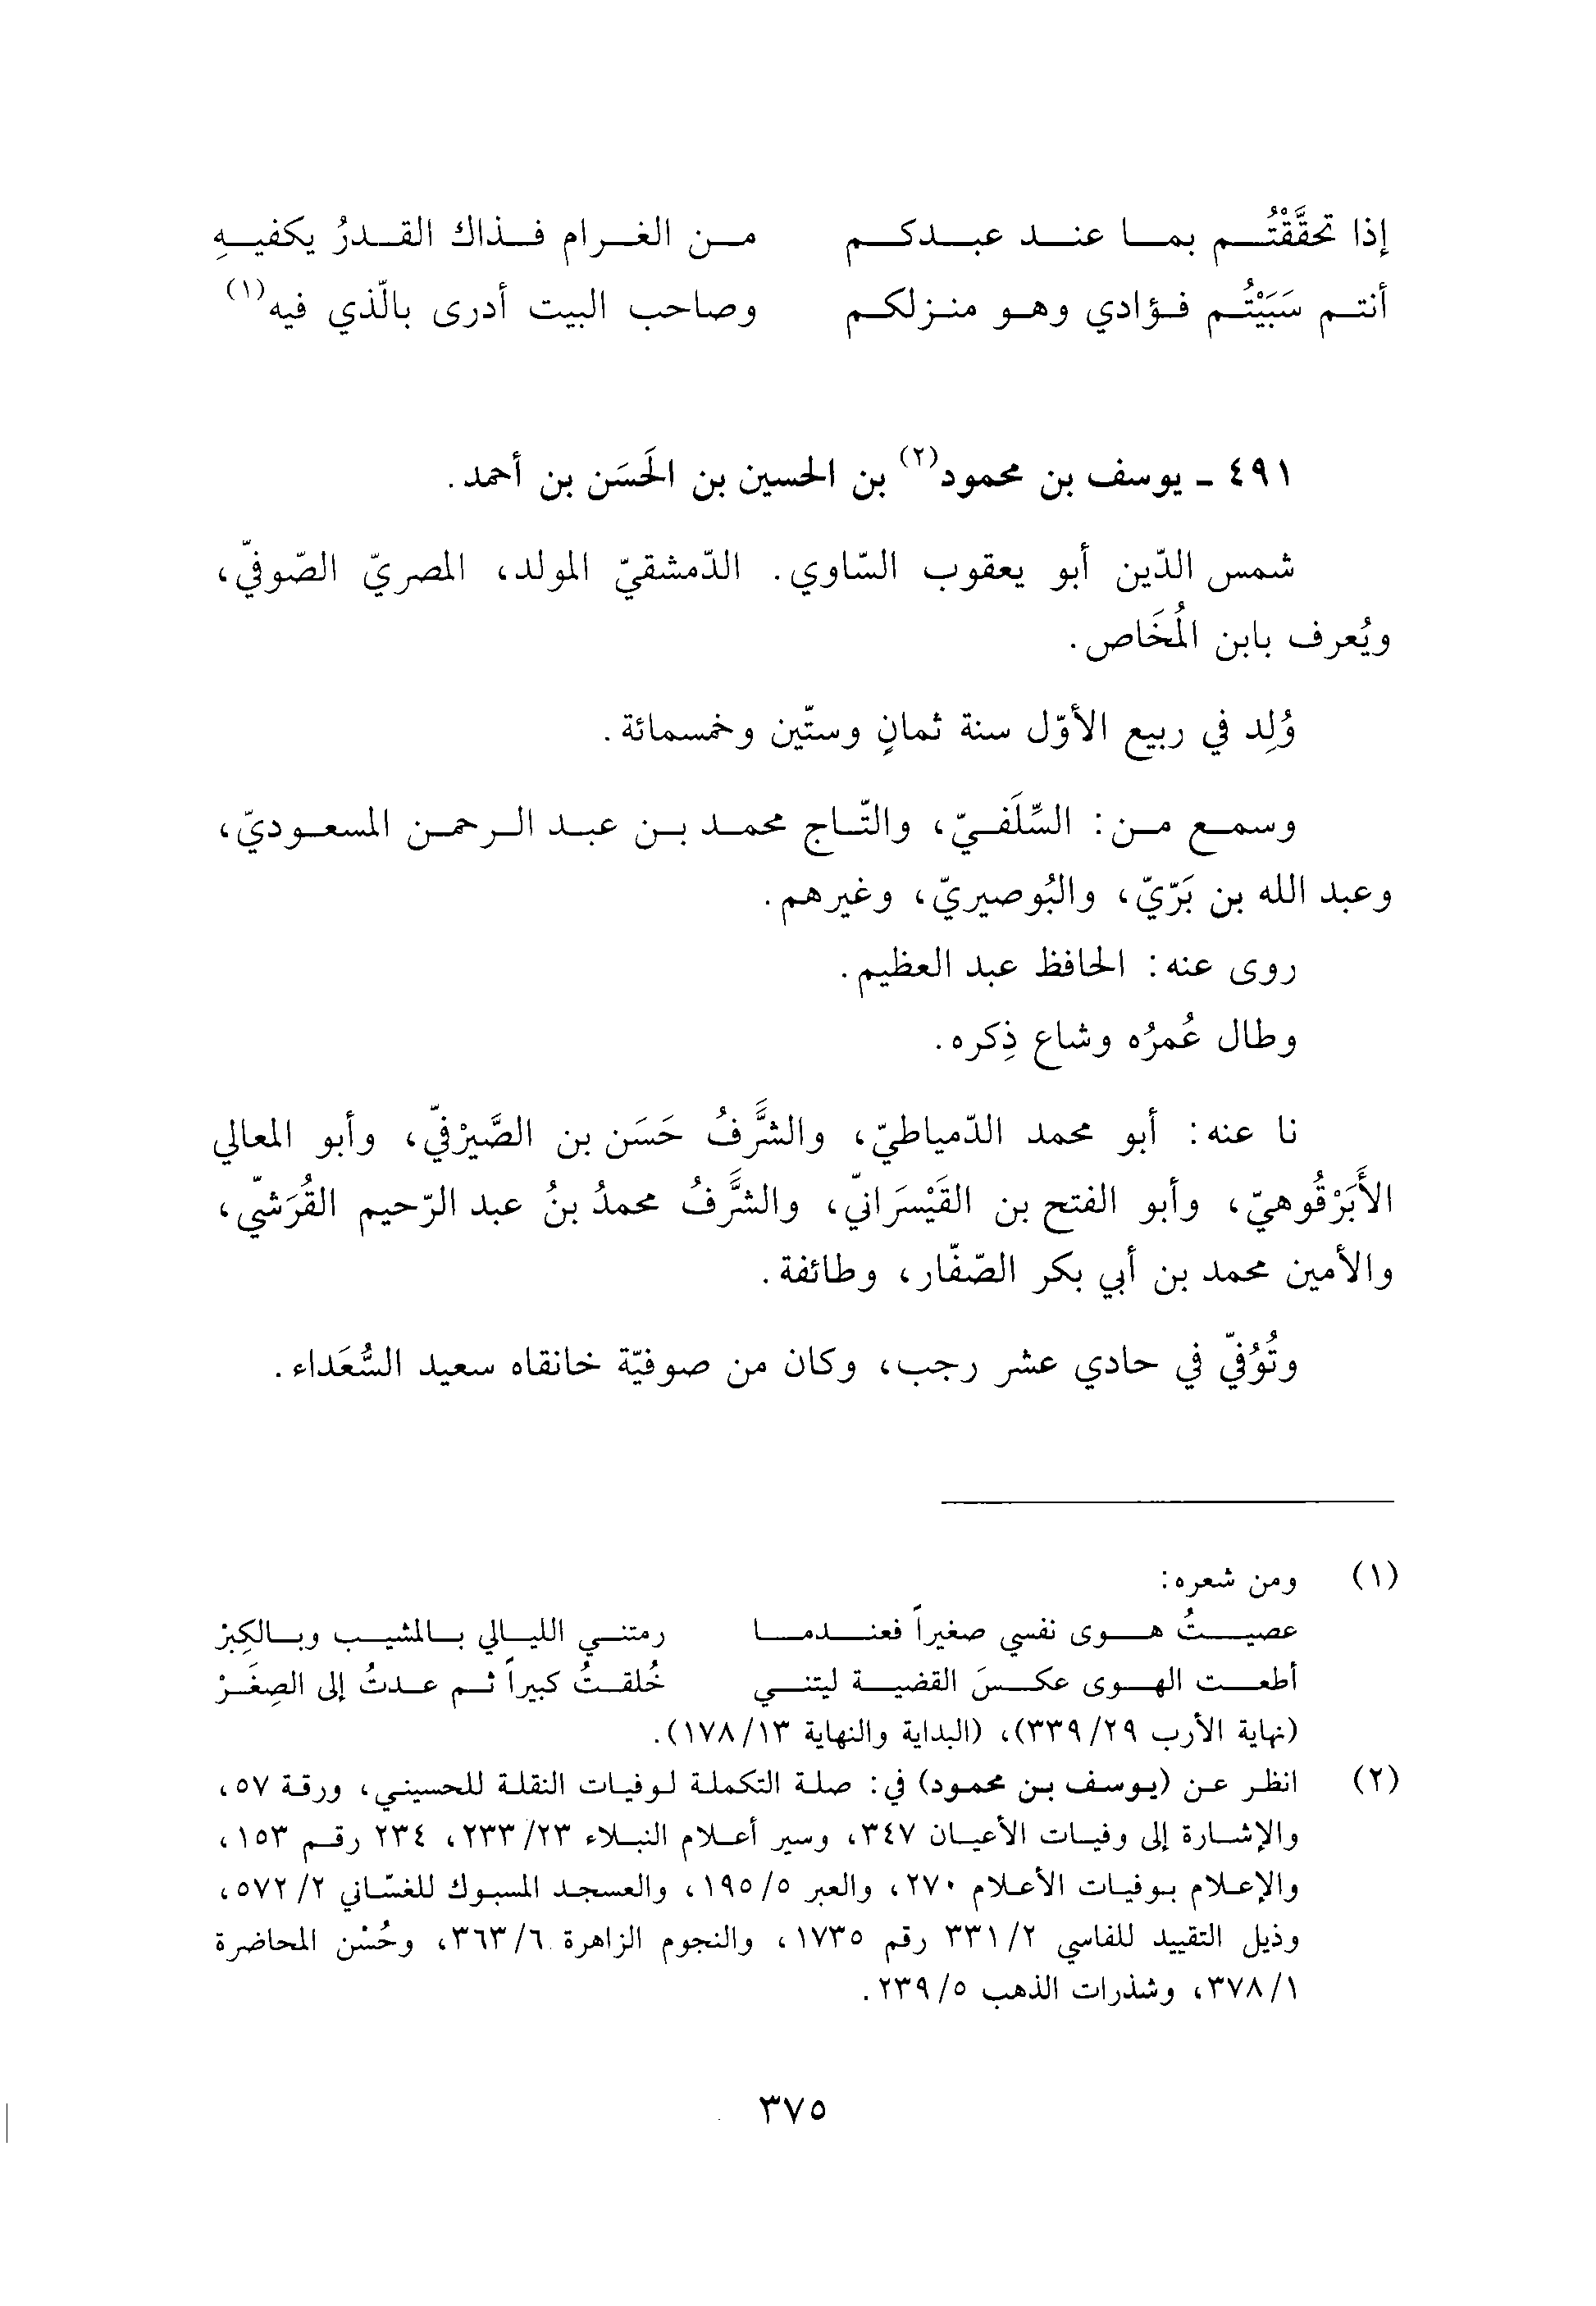 إذا تحقَّقْتُم بما عند عبدكم من الغرام فذاك القدرُ يكفيهِ
أنتم سَبَيْتُم فؤادي وهو منزلكم وصاحب البيت أدرى بالّذي فيه(١)
٤٩١ - يوسف بن محمود(٢) بن الحسين بن الحَسَن بن أحمد.
شمس الدّين أبو يعقوب السّاوي. الدّمشقيّ المولد، المصريّ الصّوفيّ،
ويُعرف بابن المُخَاص.
وُلِد في ربيع الأوّل سنة ثمانٍ وستّين وخمسمائة.
وسمع من: السِّلَفيّ، والتّاج محمد بن عبد الرحمن المسعوديّ،
وعبد الله بن بَرّيّ، والبُوصيريّ، وغيرهم.
روى عنه: الحافظ عبد العظيم.
وطال عُمرُه وشاع ذِكره.
نا عنه: أبو محمد الدّمياطيّ، والشَّرَفُ حَسَن بن الصَّيرْفيّ، وأبو المعالي
الأَبَرْقُوهيّ، وأبو الفتح بن القَيْسَرَانيّ، والشَّرَفُ محمدُ بنُ عبد الرّحيم القُرَشيّ،
والأمين محمد بن أبي بكر الصّفّار، وطائفة.
وتُوُفيّ في حادي عشر رجب، وكان من صوفيّة خانقاه سعيد السُّعَداء.
(١) ومن شعره:
عصيتُ هوى نفسي صغيراً فعندما رمتني الليالي بالمشيب وبالكِبرْ
أطعت الهوى عكسَ القضية ليتني خُلقتُ كبيراً ثم عدتُ إلى الصِغَرْ
(نهاية الأرب ٢٩/ ٣٣٩)، (البداية والنهاية ١٣/ ١٧٨).
(٢) انظر عن (يوسف بن محمود) في: صلة التكملة لوفيات النقلة للحسيني، ورقة ٥٧،
والإشارة إلى وفيات الأعيان ٣٤٧، وسير أعلام النبلاء ٢٣/ ٢٣٣، ٢٣٤ رقم ١٥٣،
والإعلام بوفيات الأعلام ٢٧٠، والعبر ٥/ ١٩٥، والعسجد المسبوك للغسّاني ٢/ ٥٧٢،
وذيل التقييد للفاسي ٢/ ٣٣١ رقم ١٧٣٥، والنجوم الزاهرة ٦/ ٣٦٣، وحُسْن المحاضرة
١/ ٣٧٨، وشذرات الذهب ٥/ ٢٣٩.
٣٧٥